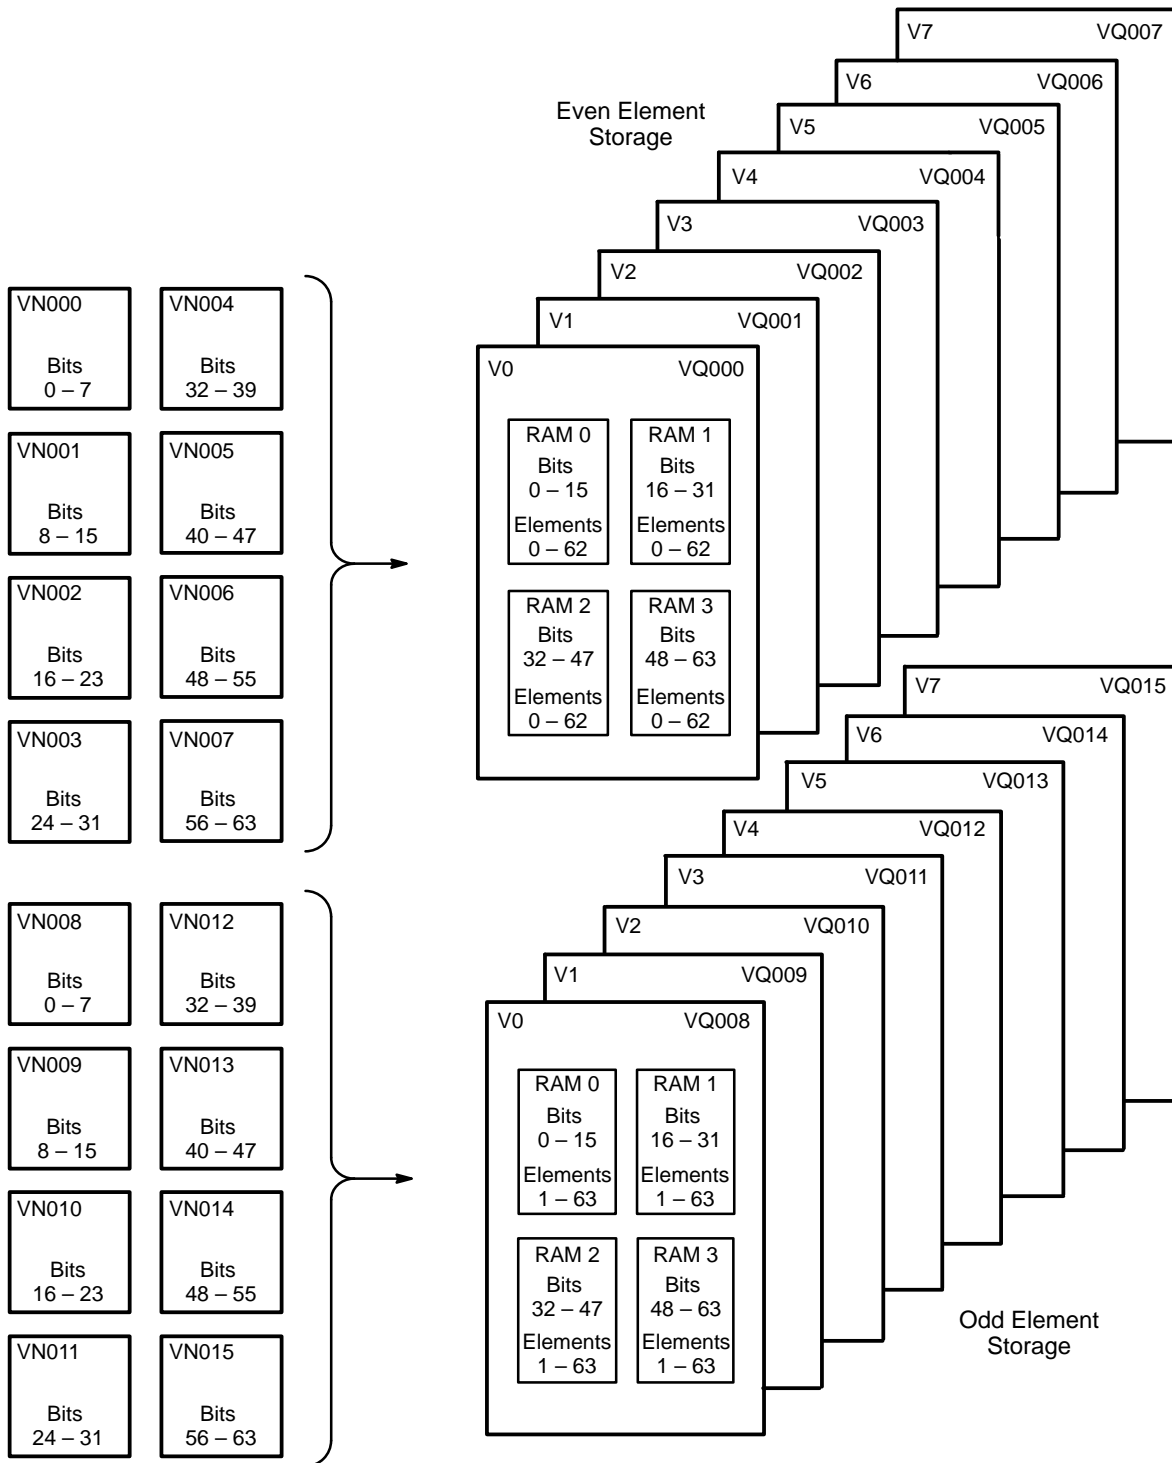 V7 VQ007
V6 VQ006
Even Element
Storage
V5 VQ005
V4 VQ004
V3 VQ003
V2 VQ002
V1 VQ001
V0 VQ000
RAM 0
Bits
0 – 15
Elements
0 – 62
RAM 1
Bits
16 – 31
Elements
0 – 62
RAM 2
Bits
32 – 47
Elements
0 – 62
RAM 3
Bits
48 – 63
Elements
0 – 62
VN000
Bits
0 – 7
VN004
Bits
32 – 39
VN001
Bits
8 – 15
VN005
Bits
40 – 47
VN002
Bits
16 – 23
VN006
Bits
48 – 55
VN003
Bits
24 – 31
VN007
Bits
56 – 63
V7 VQ015
V6 VQ014
V5 VQ013
V4 VQ012
V3 VQ011
V2 VQ010
V1 VQ009
V0 VQ008
RAM 0
Bits
0 – 15
Elements
1 – 63
RAM 1
Bits
16 – 31
Elements
1 – 63
RAM 2
Bits
32 – 47
Elements
1 – 63
RAM 3
Bits
48 – 63
Elements
1 – 63
VN008
Bits
0 – 7
VN012
Bits
32 – 39
VN009
Bits
8 – 15
VN013
Bits
40 – 47
VN010
Bits
16 – 23
VN014
Bits
48 – 55
VN011
Bits
24 – 31
VN015
Bits
56 – 63
Odd Element
Storage